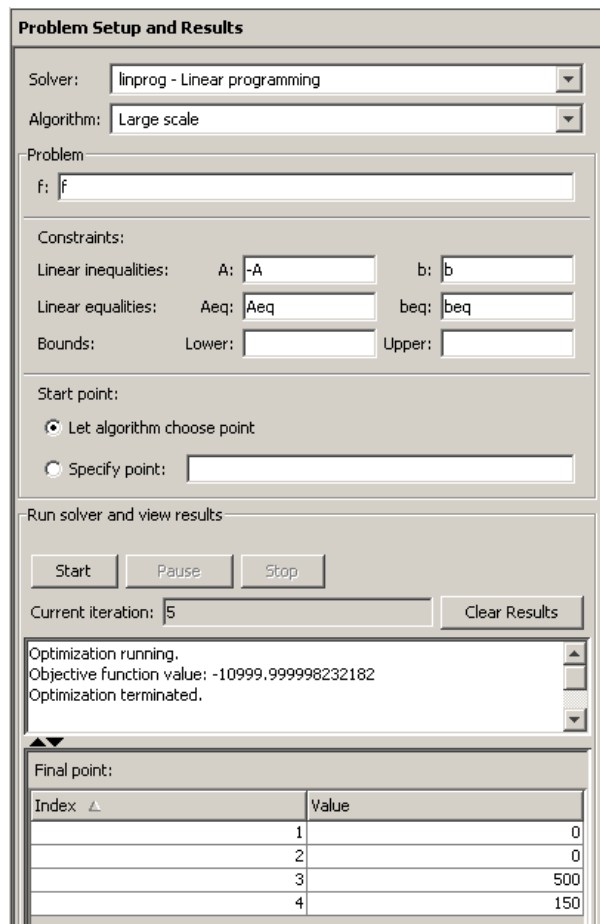 Problem Setup and Results
Solver: linprog - Linear programming
Algorithm: Large scale
Problem
f: f
Constraints:
Linear inequalities: A: -A b: b
Linear equalities: Aeq: Aeq beq: beq
Bounds: Lower: Upper:
Start point:
Let algorithm choose point
Specify point:
Run solver and view results
Start Pause Stop
Current iteration: 5 Clear Results
Optimization running.
Objective function value: -10999.999998232182
Optimization terminated.
Final point:
Index Value
1 0
2 0
3 500
4 150